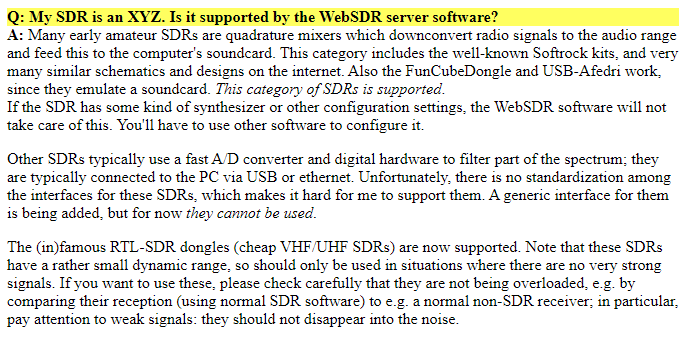 Q: My SDR is an XYZ. Is it supported by the WebSDR server software?
A: Many early amateur SDRs are quadrature mixers which downconvert radio signals to the audio range
and feed this to the computer's soundcard. This category includes the well-known Softrock kits, and very
many similar schematics and designs on the internet. Also the FunCubeDongle and USB-Afedri work,
since they emulate a soundcard. This category of SDRs is supported.
If the SDR has some kind of synthesizer or other configuration settings, the WebSDR software will not
take care of this. You'll have to use other software to configure it.
Other SDRs typically use a fast A/D converter and digital hardware to filter part of the spectrum; they
are typically connected to the PC via USB or ethernet. Unfortunately, there is no standardization among
the interfaces for these SDRs, which makes it hard for me to support them. A generic interface for them
is being added, but for now they cannot be used.
The (in)famous RTL-SDR dongles (cheap VHF/UHF SDRs) are now supported. Note that these SDRs
have a rather small dynamic range, so should only be used in situations where there are no very strong
signals. If you want to use these, please check carefully that they are not being overloaded, e.g. by
comparing their reception (using normal SDR software) to e.g. a normal non-SDR receiver; in particular,
pay attention to weak signals: they should not disappear into the noise.